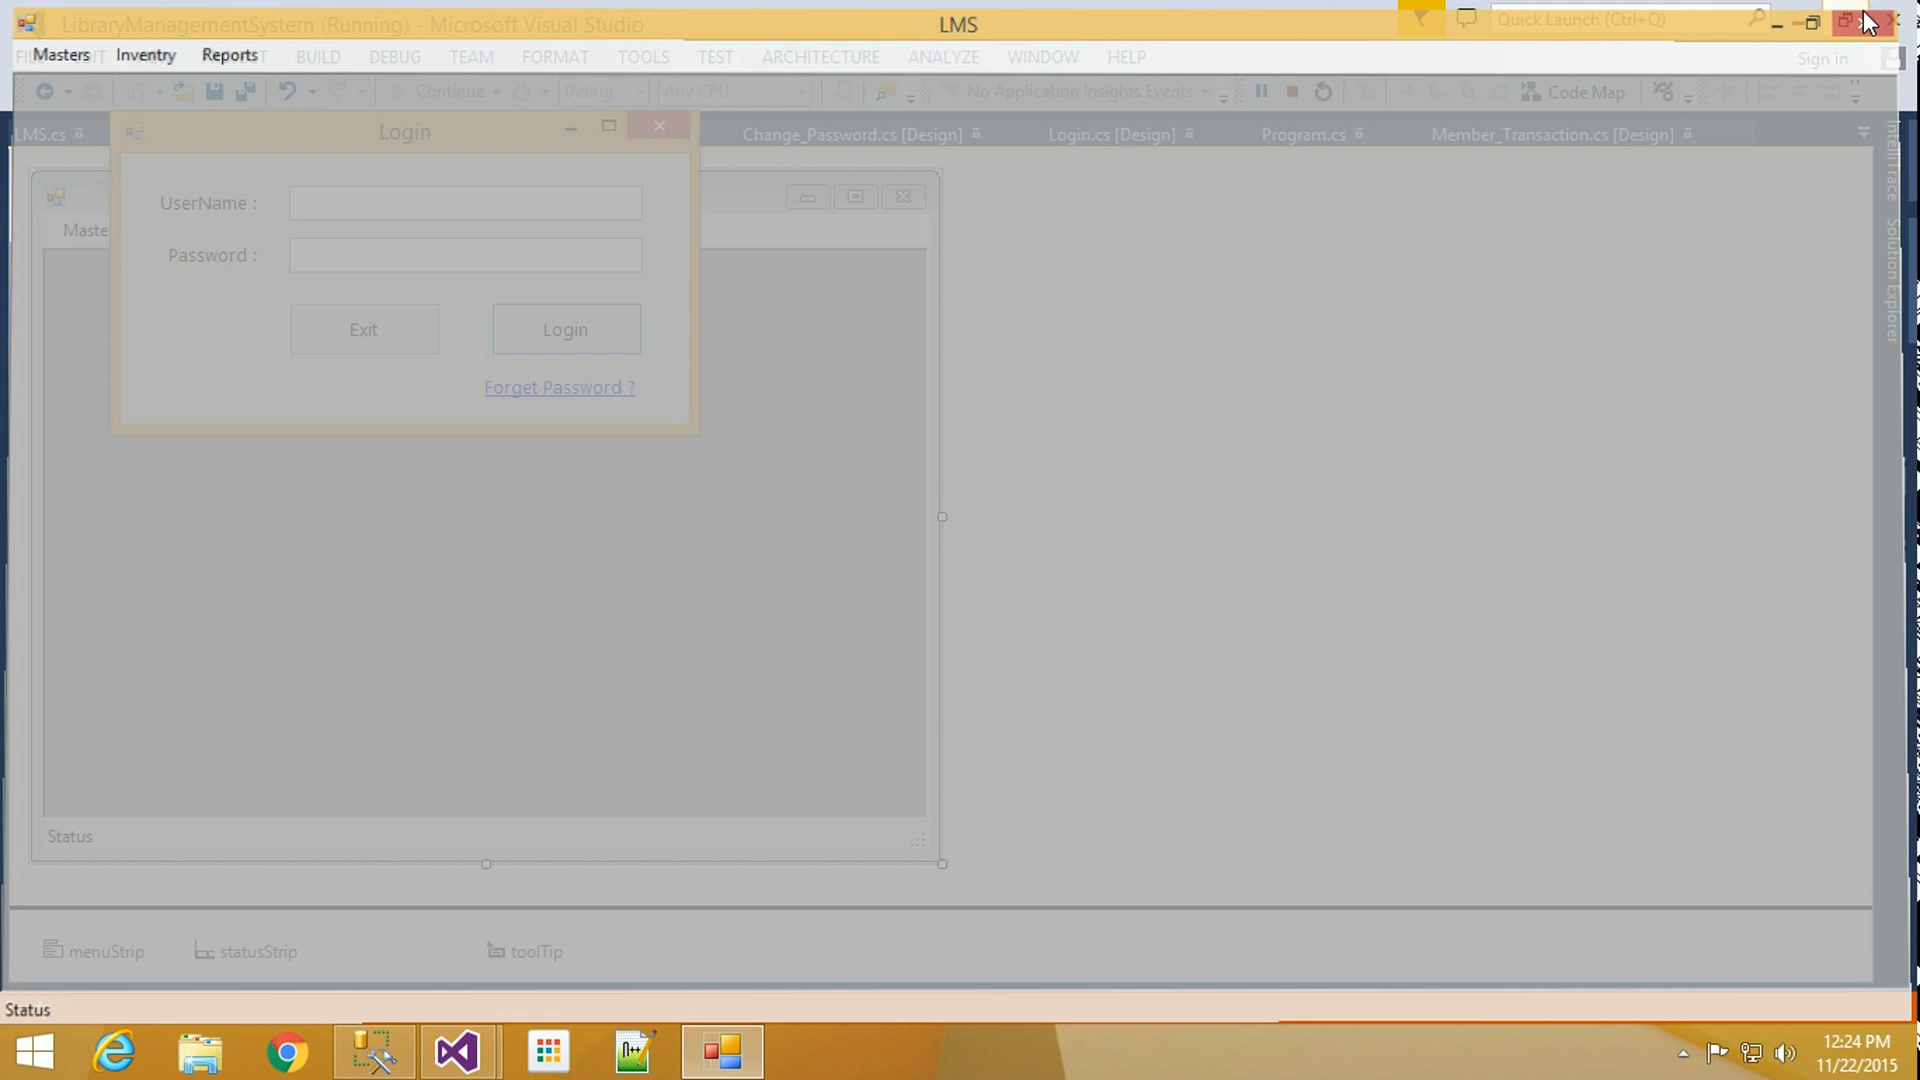 LibraryManagementSystem (Running) - Microsoft Visual Studio
LMS
Quick Launch (Ctrl+Q)
Masters Inventry Reports
BUILD DEBUG TEAM FORMAT TOOLS TEST ARCHITECTURE ANALYZE WINDOW HELP
Sign in
Continue Debug Any CPU No Application Insights Events Code Map
LMS.cs Change_Password.cs [Design] Login.cs [Design] Program.cs Member_Transaction.cs [Design]
Login
UserName :
Password :
Exit Login
Forget Password ?
Status
menuStrip statusStrip toolTip
Solution Explorer
Status
12:24 PM
11/22/2015